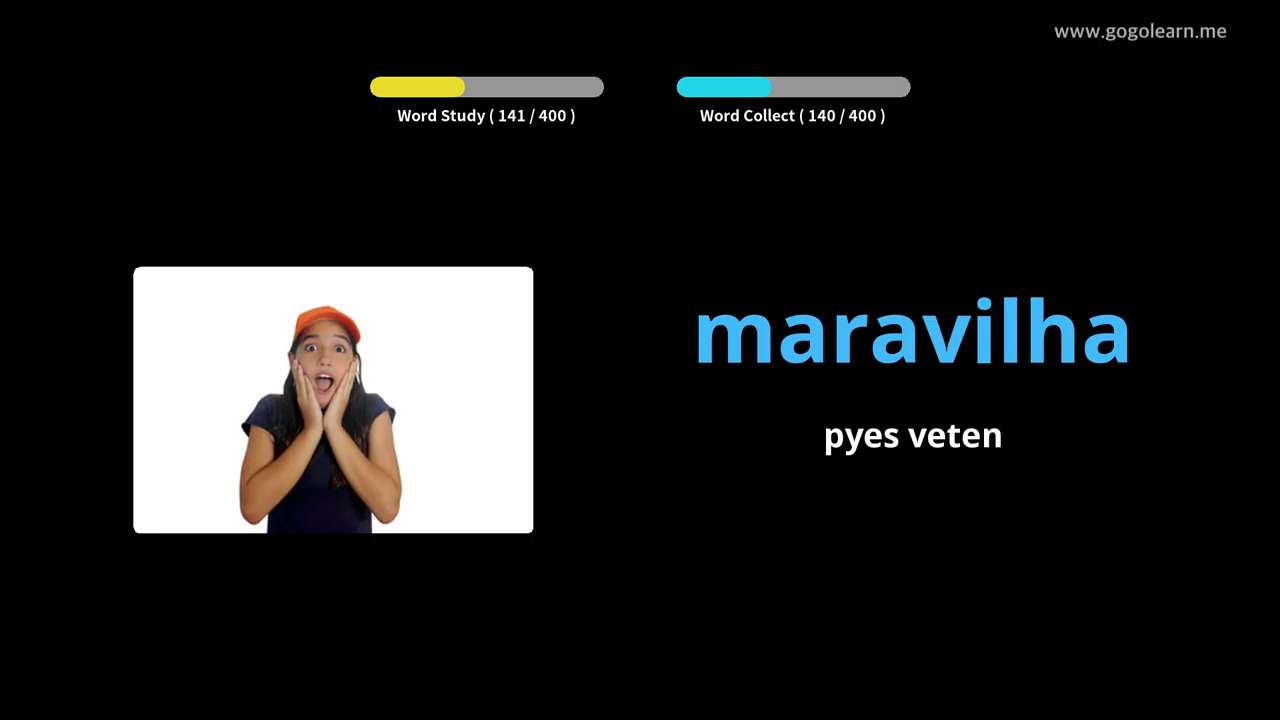 www.gogolearn.me
Word Study ( 141 / 400 )
Word Collect ( 140 / 400 )
maravilha
pyes veten